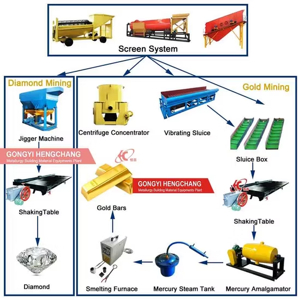 Screen System
Diamond Mining
Gold Mining
Jigger Machine
Centrifuge Concentrator
Vibrating Sluice
GONGYI HENGCHANG
Metallurgy Building Material Equipments Plant
Sluice Box
GONGYI HENGCHANG
Metallurgy Building Material Equipments Plant
ShakingTable
Gold Bars
ShakingTable
Diamond
Smelting Furnace
Mercury Steam Tank
Mercury Amalgamator